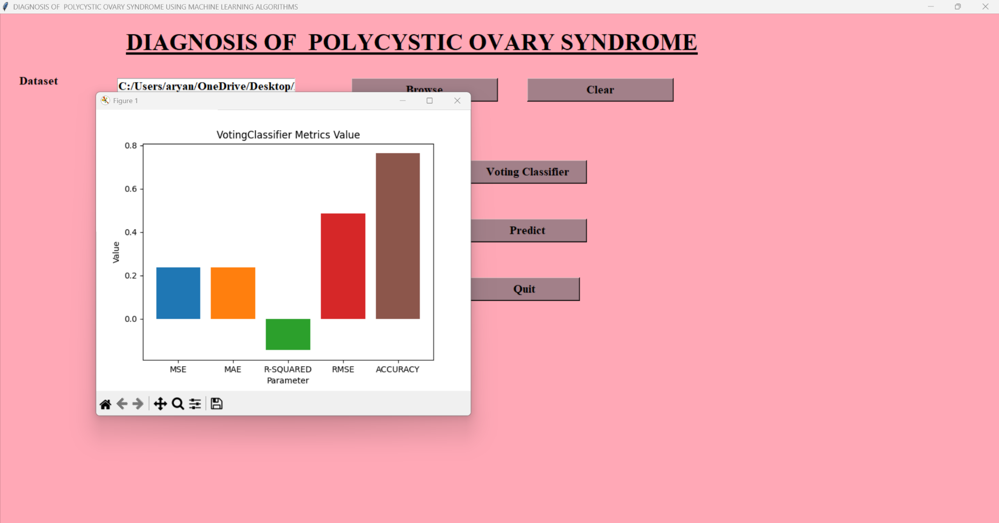 DIAGNOSIS OF  POLYCYSTIC OVARY SYNDROME USING MACHINE LEARNING ALGORITHMS
DIAGNOSIS OF  POLYCYSTIC OVARY SYNDROME
Dataset
C:/Users/aryan/OneDrive/Desktop/
Browse
Clear
Figure 1
VotingClassifier Metrics Value
0.8
0.6
0.4
0.2
0.0
Value
MSE MAE R-SQUARED RMSE ACCURACY
Parameter
Voting Classifier
Predict
Quit